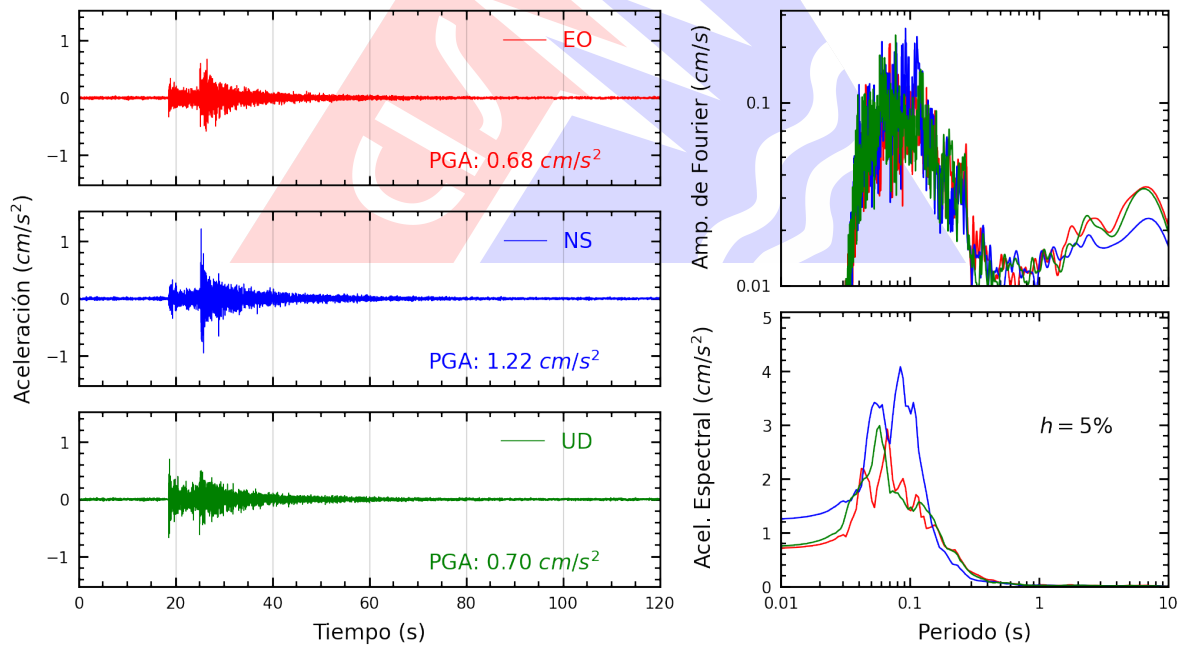 Aceleración (cm/s²)
1
0
−1
EO
PGA: 0.68 cm/s²
1
0
−1
NS
PGA: 1.22 cm/s²
1
0
−1
UD
PGA: 0.70 cm/s²
0
20
40
60
80
100
120
Tiempo (s)
Amp. de Fourier (cm/s)
0.1
0.01
Acel. Espectral (cm/s²)
5
4
3
2
1
0
h = 5%
0.01
0.1
1
10
Periodo (s)